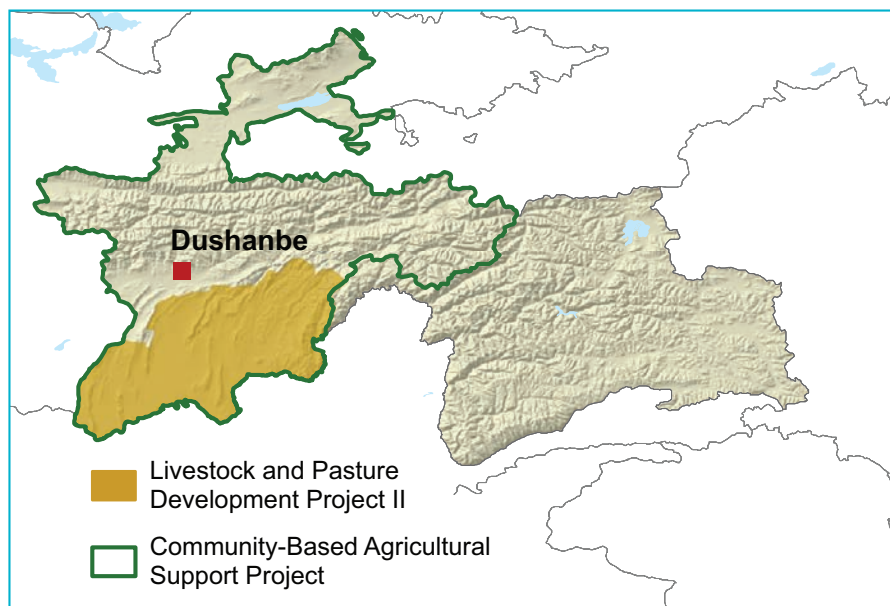 Dushanbe
Livestock and Pasture
Development Project II
Community-Based Agricultural
Support Project